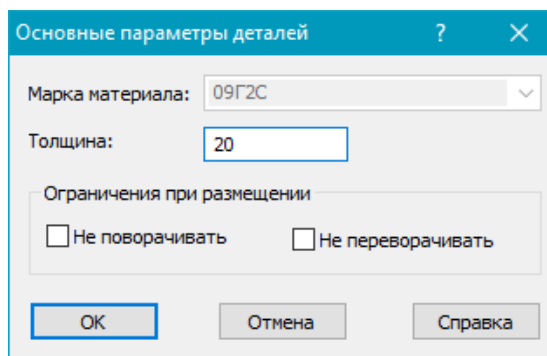 Основные параметры деталей ?
Марка материала: 09Г2С
Толщина: 20
Ограничения при размещении
Не поворачивать Не переворачивать
ОК Отмена Справка